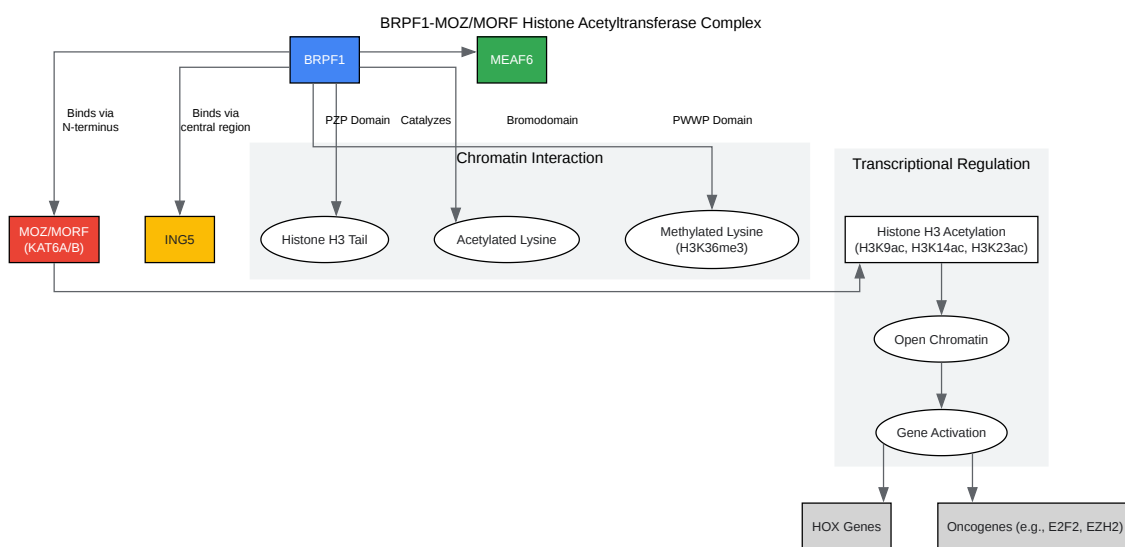 BRPF1-MOZ/MORF Histone Acetyltransferase Complex
BRPF1
MEAF6
Binds via
N-terminus
Binds via
central region
PZP Domain
Catalyzes
Bromodomain
PWWP Domain
Chromatin Interaction
Transcriptional Regulation
MOZ/MORF
(KAT6A/B)
ING5
Histone H3 Tail
Acetylated Lysine
Methylated Lysine
(H3K36me3)
Histone H3 Acetylation
(H3K9ac, H3K14ac, H3K23ac)
Open Chromatin
Gene Activation
HOX Genes
Oncogenes (e.g., E2F2, EZH2)